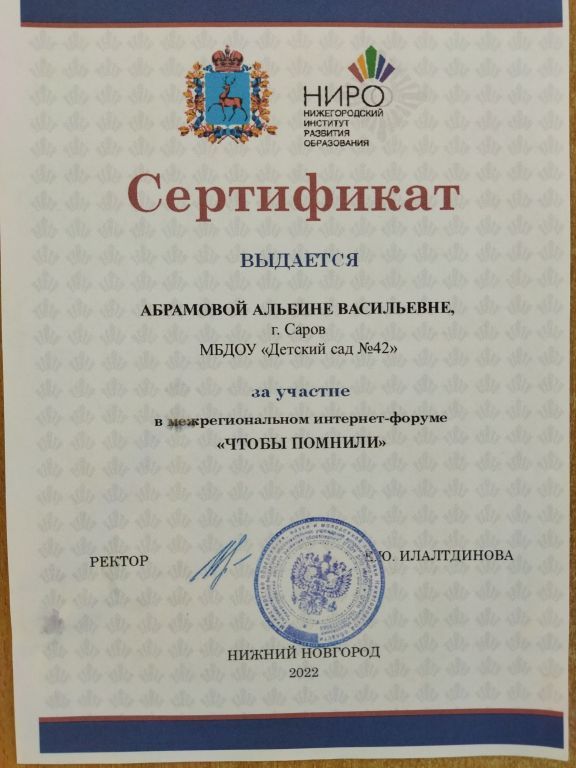 НИРО
НИЖЕГОРОДСКИЙ
ИНСТИТУТ
РАЗВИТИЯ
ОБРАЗОВАНИЯ
Сертификат
ВЫДАЕТСЯ
АБРАМОВОЙ АЛЬБИНЕ ВАСИЛЬЕВНЕ,
г. Саров
МБДОУ «Детский сад №42»
за участие
в межрегиональном интернет-форуме
«ЧТОБЫ ПОМНИЛИ»
РЕКТОР
Е.Ю. ИЛАЛТДИНОВА
НИЖНИЙ НОВГОРОД
2022